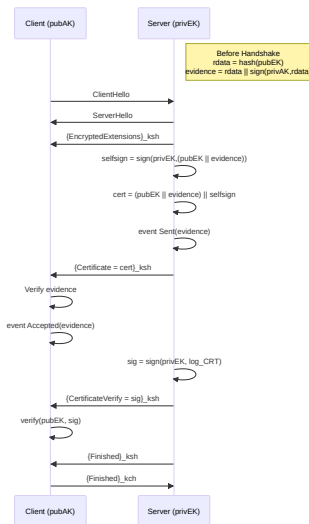 Client (pubAK)
Server (privEK)
Before Handshake
rdata = hash(pubEK)
evidence = rdata || sign(privAK,rdata
ClientHello
ServerHello
{EncryptedExtensions}_ksh
selfsign = sign(privEK,(pubEK || evidence))
cert = (pubEK || evidence) || selfsign
event Sent(evidence)
{Certificate = cert}_ksh
Verify evidence
event Accepted(evidence)
sig = sign(privEK, log_CRT)
{CertificateVerify = sig}_ksh
verify(pubEK, sig)
{Finished}_ksh
{Finished}_kch
Client (pubAK)
Server (privEK)